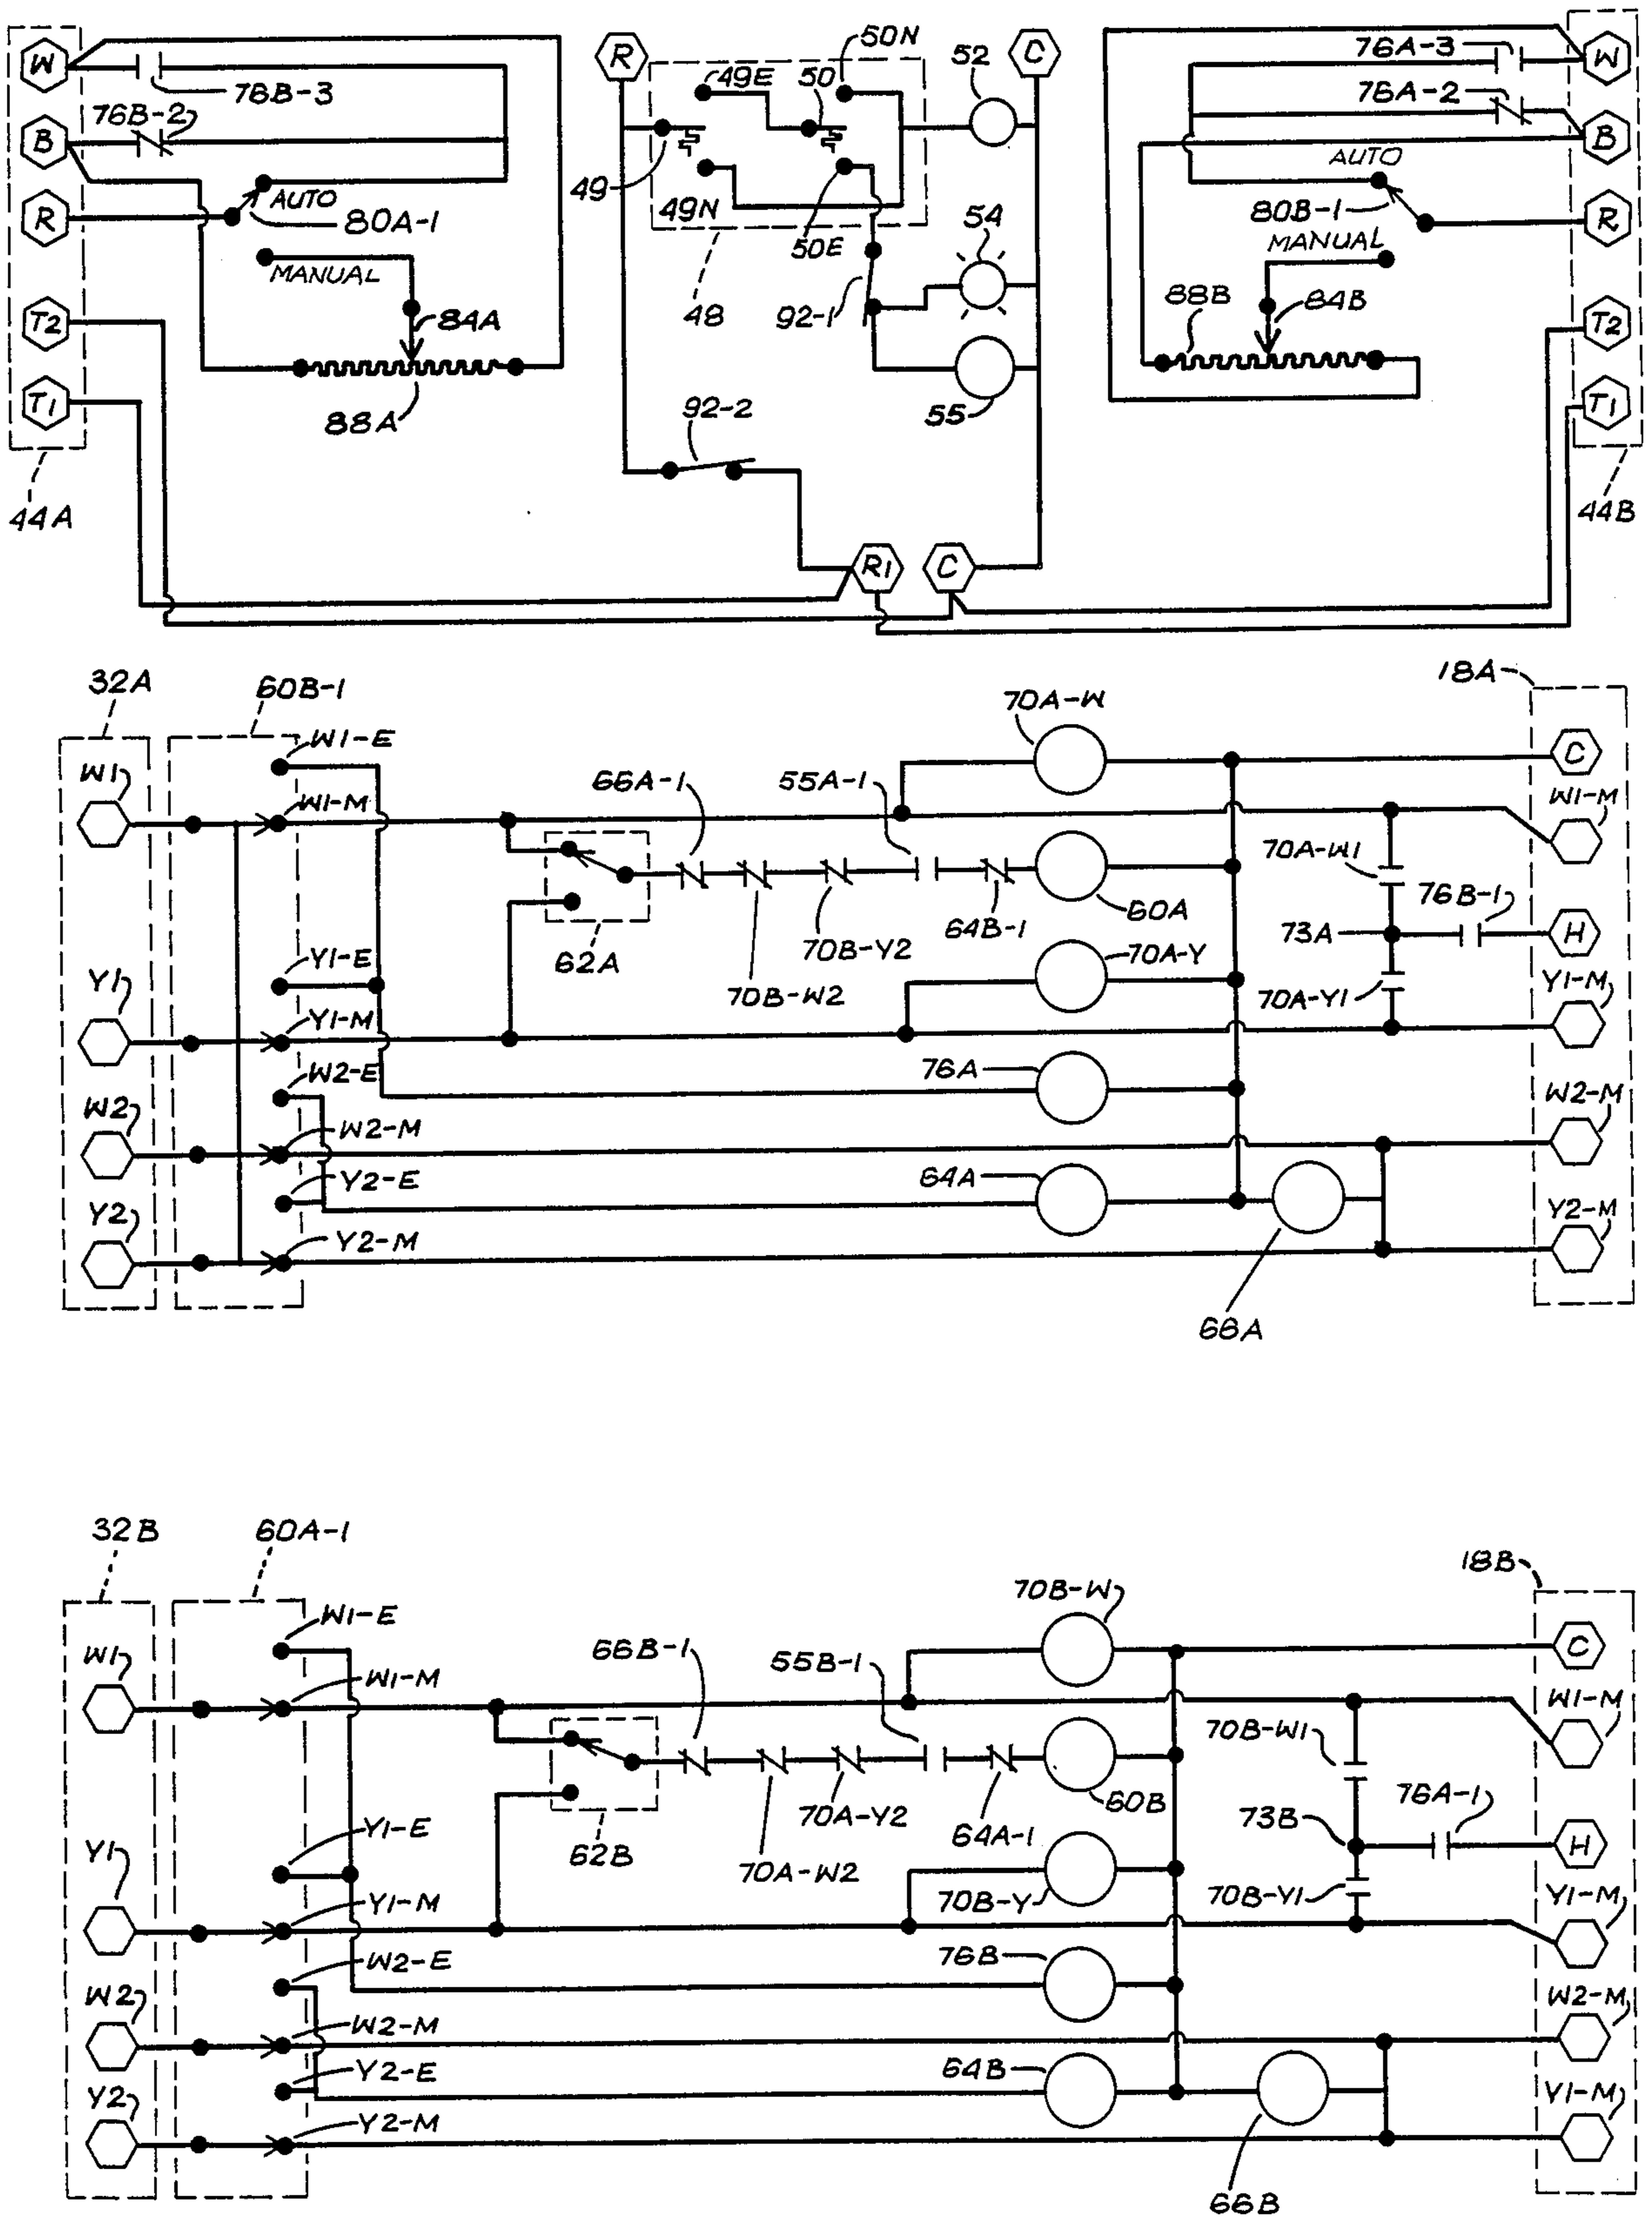 W
76B-3
76B-2
B
AUTO
R
80A-1
MANUAL
T2
84A
T1
88A
44A
R
50N
49E
50
52
C
49
49N
50E
54
48
92-1
55
92-2
R1
C
76A-3
W
76A-2
B
AUTO
80B-1
R
MANUAL
88B
84B
T2
T1
44B
32A
60B-1
70A-W
18A
W1-E
C
W1
66A-1
55A-1
W1-M
W1-M
70A-W1
76B-1
60A
64B-1
73A
H
Y1-E
62A
70B-Y2
70A-Y
Y1
70B-W2
70A-Y1
Y1-M
Y1-M
W2-E
76A
W2
W2-M
W2-M
Y2-E
64A
Y2
Y2-M
Y2-M
66A
32B
60A-1
70B-W
18B
W1-E
C
W1
66B-1
55B-1
W1-M
W1-M
70B-W1
76A-1
60B
70A-Y2
64A-1
73B
H
Y1-E
62B
70A-W2
Y1
70B-Y
70B-Y1
Y1-M
Y1-M
W2-E
76B
W2
W2-M
W2-M
Y2-E
64B
Y2
Y1-M
Y2-M
66B